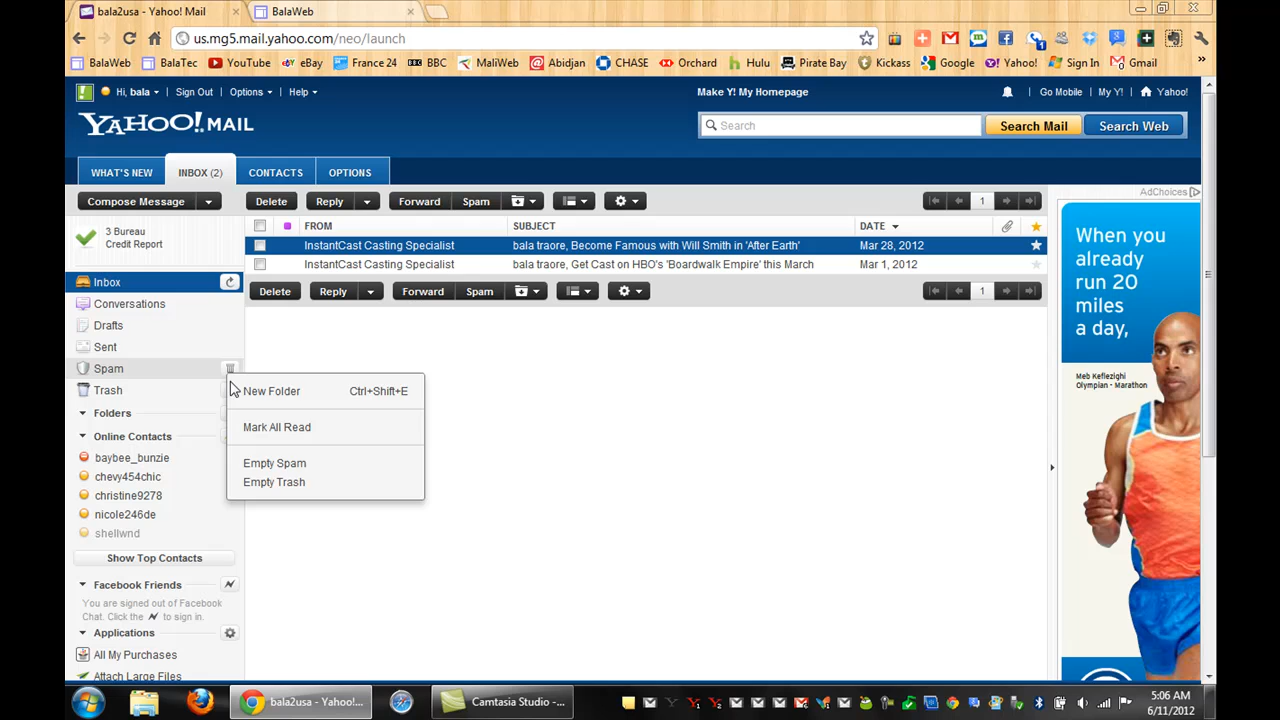 bala2usa - Yahoo! Mail
BalaWeb
us.mg5.mail.yahoo.com/neo/launch
BalaWeb BalaTec YouTube eBay France 24 BBC MaliWeb Abidjan CHASE Orchard Hulu Pirate Bay Kickass Google Yahoo! Sign In Gmail
Hi, bala Sign Out Options Help Make Y! My Homepage Go Mobile My Y! Yahoo!
YAHOO! MAIL
Search Search Mail Search Web
WHAT'S NEW INBOX (2) CONTACTS OPTIONS
AdChoices
Compose Message Delete Reply Forward Spam 1
FROM SUBJECT DATE
3 Bureau
Credit Report
InstantCast Casting Specialist bala traore, Become Famous with Will Smith in 'After Earth' Mar 28, 2012
InstantCast Casting Specialist bala traore, Get Cast on HBO's 'Boardwalk Empire' this March Mar 1, 2012
Delete Reply Forward Spam 1
Inbox
Conversations
Drafts
Sent
Spam
Trash
Folders
Online Contacts
baybee_bunzie
chevy454chic
christine9278
nicole246de
shellwnd
Show Top Contacts
Facebook Friends
You are signed out of Facebook
Chat. Click the to sign in.
Applications
All My Purchases
Attach Large Files
New Folder Ctrl+Shift+E
Mark All Read
Empty Spam
Empty Trash
When you
already
run 20
miles
a day,
Meb Keflezighi
Olympian - Marathon
bala2usa - Yahoo!...
Camtasia Studio - ...
5:06 AM
6/11/2012